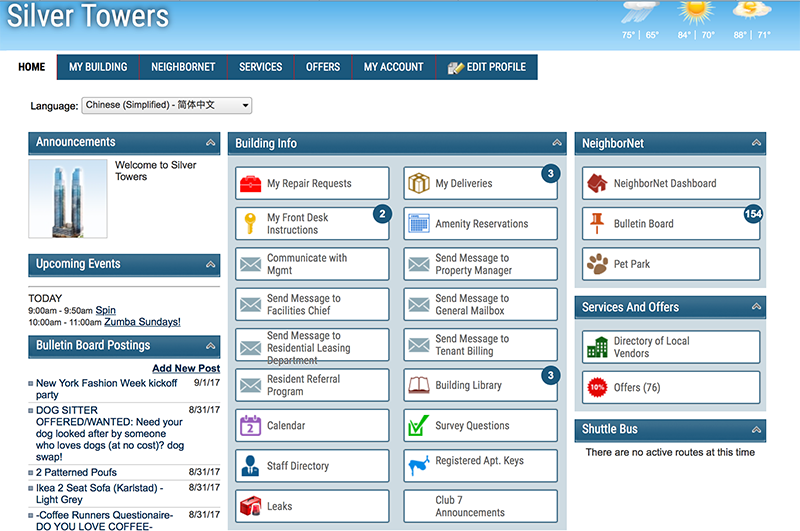 Silver Towers
75° | 65°
84° | 70°
88° | 71°
HOME
MY BUILDING
NEIGHBORNET
SERVICES
OFFERS
MY ACCOUNT
EDIT PROFILE
Language: Chinese (Simplified) - 简体中文
Announcements
Welcome to Silver
Towers
Upcoming Events
TODAY
9:00am - 9:50am Spin
10:00am - 11:00am Zumba Sundays!
Bulletin Board Postings
Add New Post
New York Fashion Week kickoff 9/1/17
party
DOG SITTER 8/31/17
OFFERED/WANTED: Need your
dog looked after by someone
who loves dogs (at no cost)? dog
swap!
2 Patterned Poufs 8/31/17
Ikea 2 Seat Sofa (Karlstad) - 8/31/17
Light Grey
-Coffee Runners Questionaire- 8/31/17
DO YOU LOVE COFFEE-
Building Info
My Repair Requests
My Deliveries
3
My Front Desk
Instructions
2
Amenity Reservations
Communicate with
Mgmt
Send Message to
Property Manager
Send Message to
Facilities Chief
Send Message to
General Mailbox
Send Message to
Residential Leasing
Department
Send Message to
Tenant Billing
Resident Referral
Program
Building Library
3
2
Calendar
Survey Questions
Staff Directory
Registered Apt. Keys
Leaks
Club 7
Announcements
NeighborNet
NeighborNet Dashboard
Bulletin Board
154
Pet Park
Services And Offers
Directory of Local
Vendors
10%
Offers (76)
Shuttle Bus
There are no active routes at this time